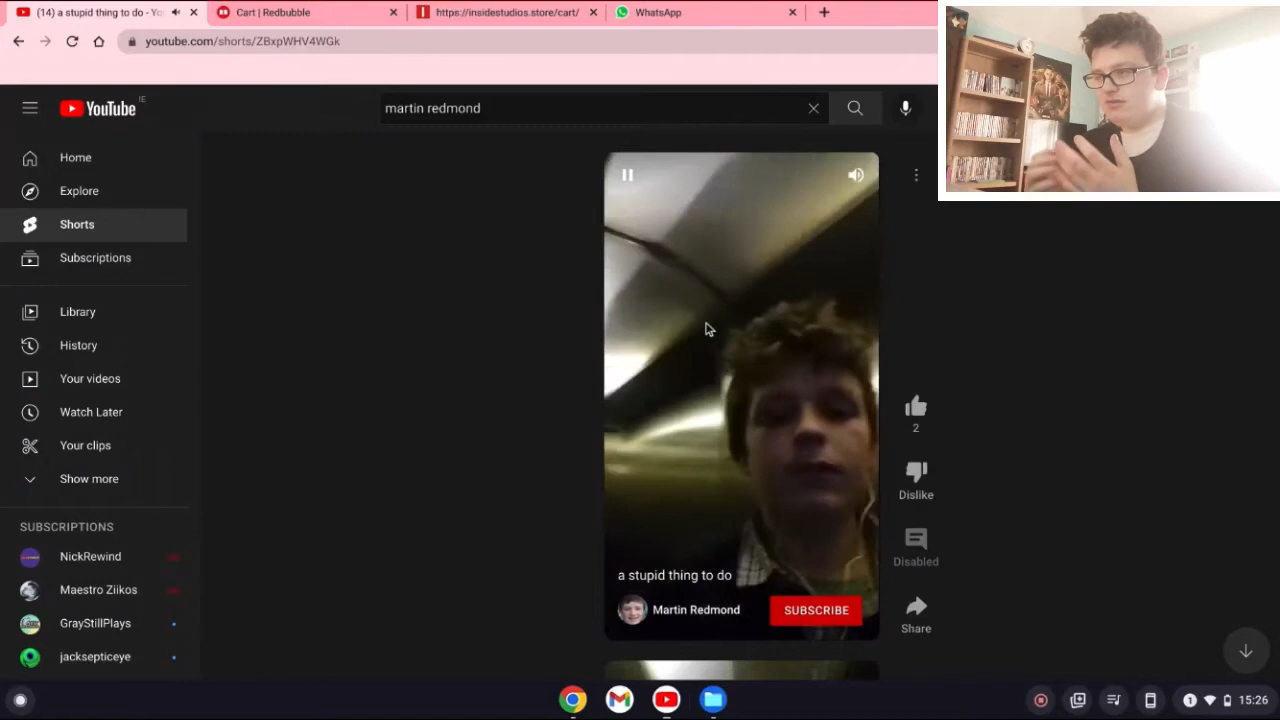 (14) a stupid thing to do - Yo
Cart | Redbubble
https://insidestudios.store/cart/
WhatsApp
youtube.com/shorts/ZBxpWHV4WGk
YouTube IE
martin redmond
Home
Explore
Shorts
Subscriptions
Library
History
Your videos
Watch Later
Your clips
Show more
SUBSCRIPTIONS
NickRewind
Maestro Ziikos
GrayStillPlays
jacksepticeye
2
Dislike
Disabled
Share
a stupid thing to do
Martin Redmond
SUBSCRIBE
1
15:26